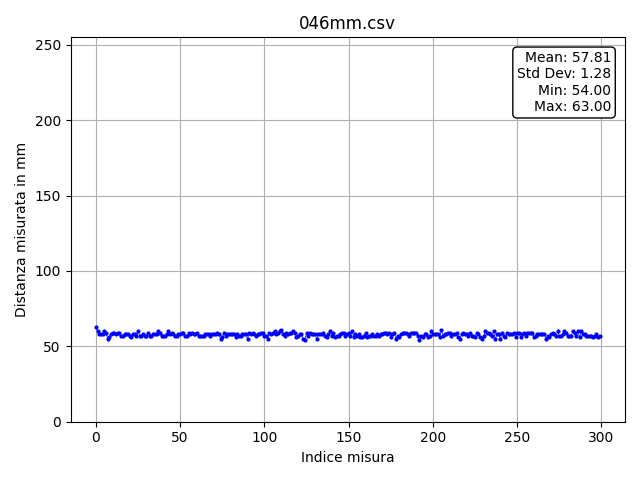 046mm.csv
Mean: 57.81
Std Dev: 1.28
Min: 54.00
Max: 63.00
Distanza misurata in mm
250
200
150
100
50
0
0 50 100 150 200 250 300
Indice misura